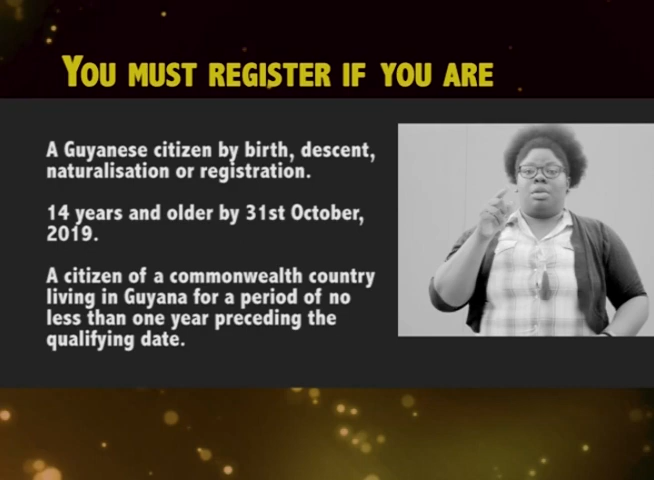 You must register if you are
A Guyanese citizen by birth, descent,
naturalisation or registration.
14 years and older by 31st October,
2019.
A citizen of a commonwealth country
living in Guyana for a period of no
less than one year preceding the
qualifying date.